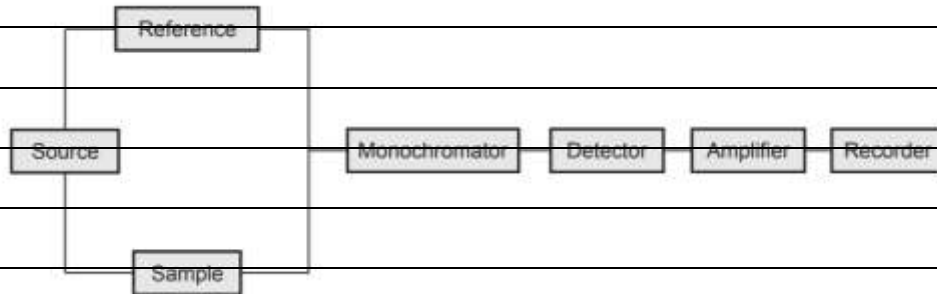 Reference
Source
Monochromator
Detector
Amplifier
Recorder
Sample